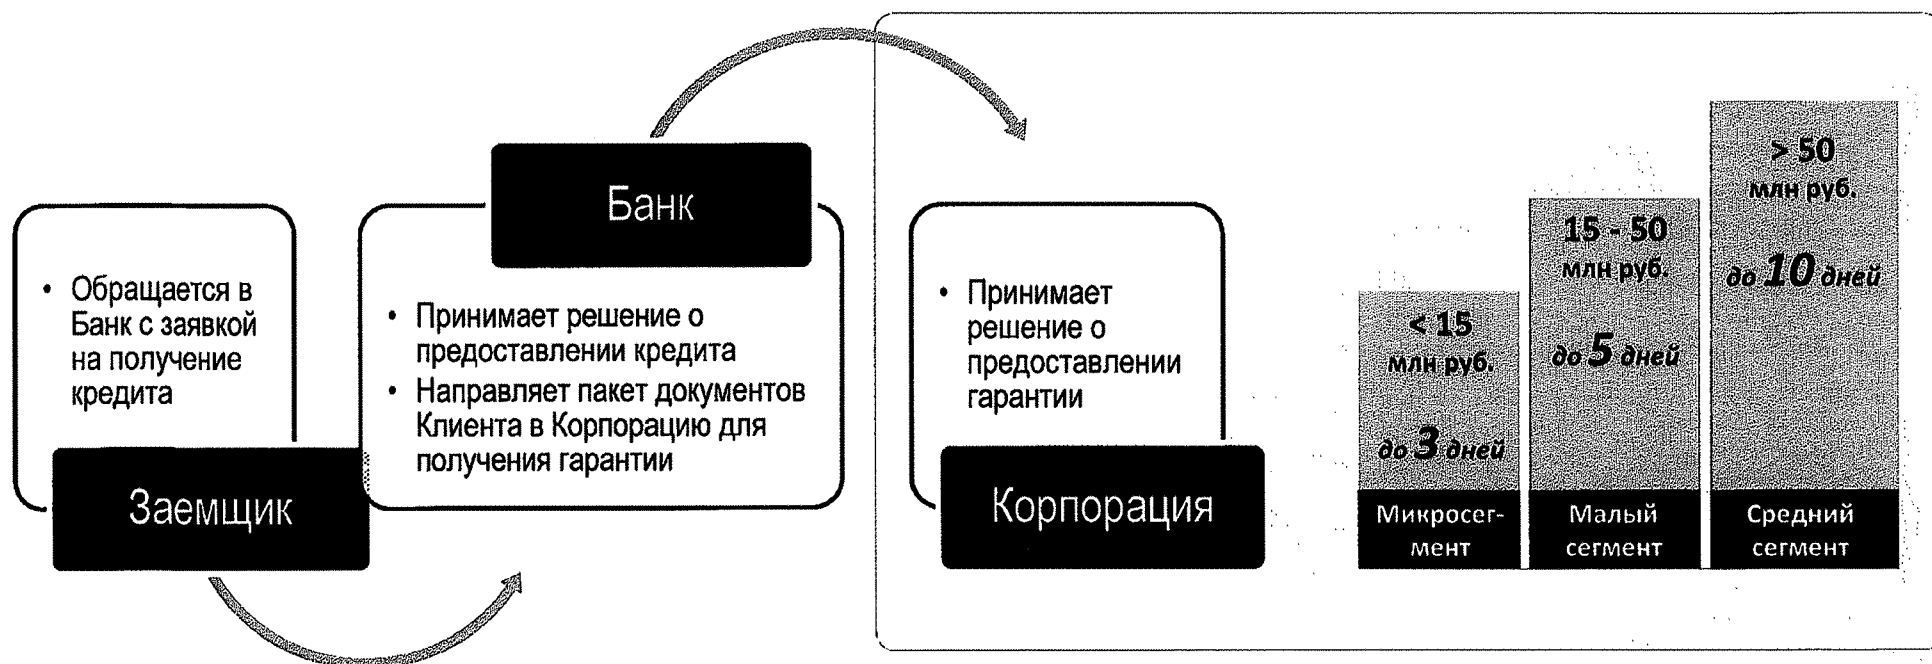 • Обращается в
Банк с заявкой
на получение
кредита
Заемщик
Банк
• Принимает решение о
предоставлении кредита
• Направляет пакет документов
Клиента в Корпорацию для
получения гарантии
• Принимает
решение о
предоставлении
гарантии
Корпорация
< 15
млн руб.
до 3 дней
Микросег-
мент
15 - 50
млн руб.
до 5 дней
Малый
сегмент
> 50
млн руб.
до 10 дней
Средний
сегмент